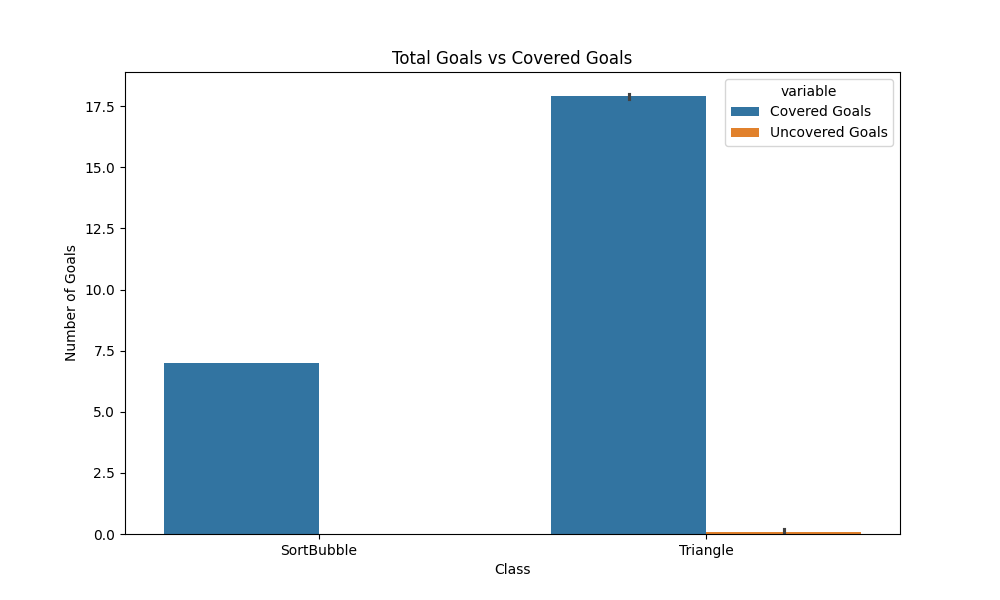 Total Goals vs Covered Goals
variable
Covered Goals
Uncovered Goals
17.5
15.0
12.5
10.0
7.5
5.0
2.5
0.0
Number of Goals
SortBubble
Triangle
Class